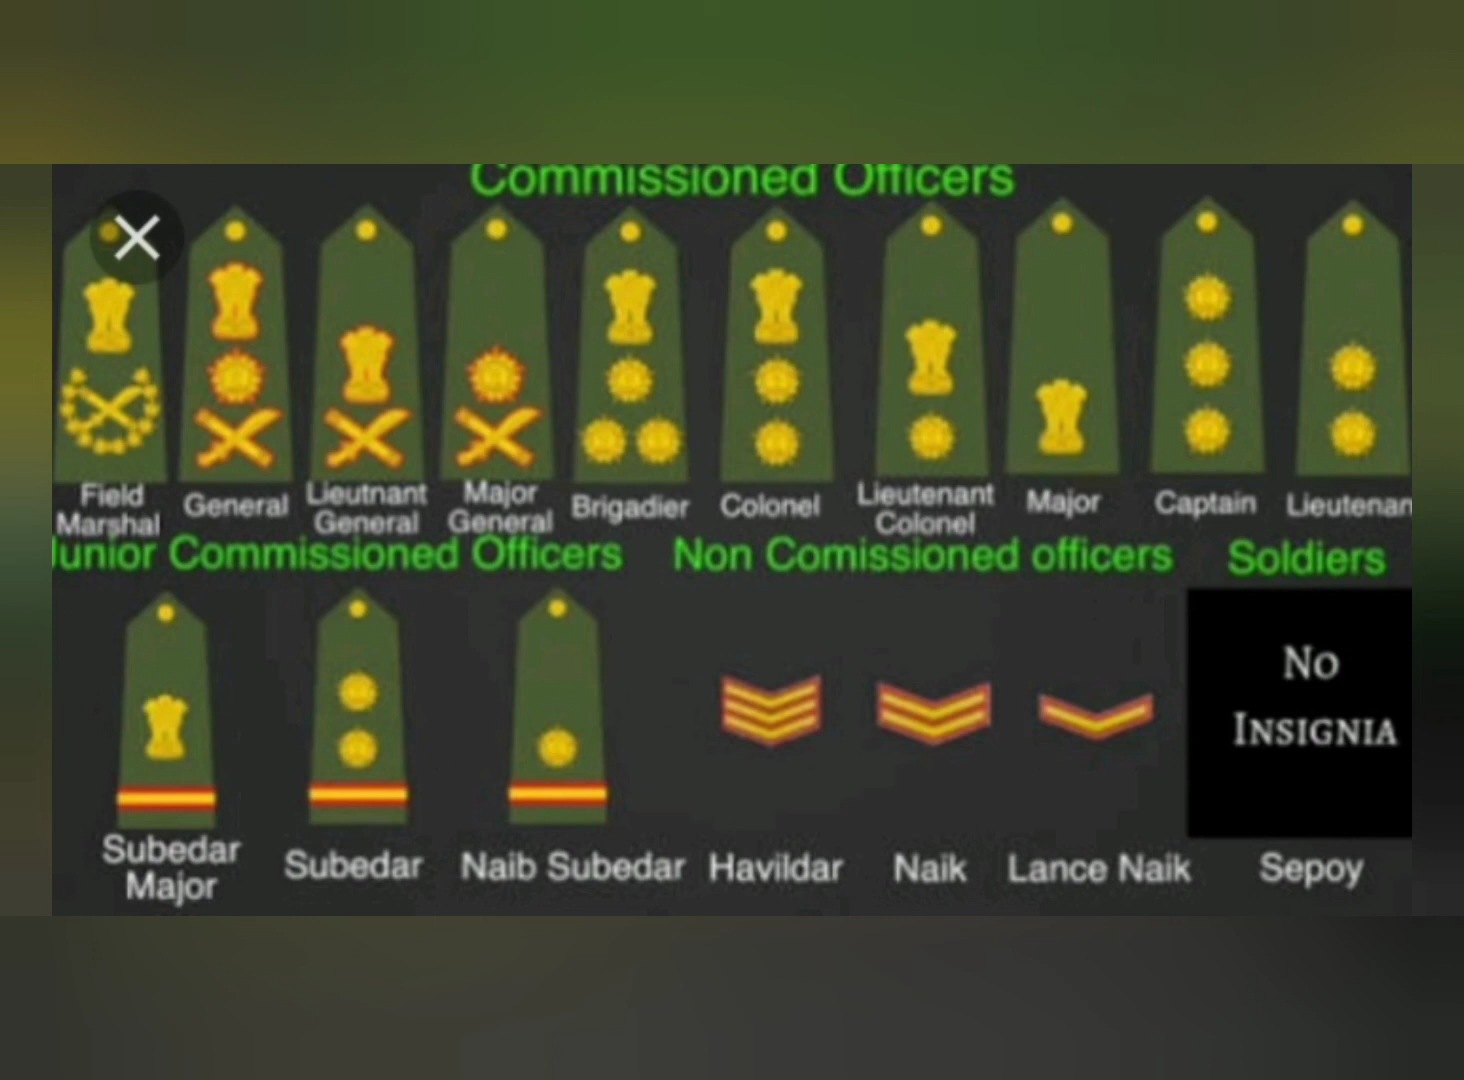 Commissioned Officers
Field Marshal
General
Lieutnant General
Major General
Brigadier
Colonel
Lieutenant Colonel
Major
Captain
Lieutenan
Junior Commissioned Officers
Non Comissioned officers
Soldiers
No
Insignia
Subedar Major
Subedar
Naib Subedar
Havildar
Naik
Lance Naik
Sepoy